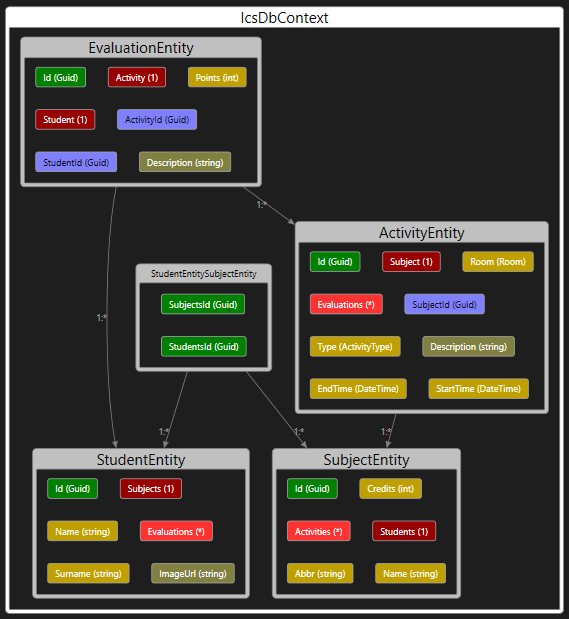 IcsDbContext
EvaluationEntity
Id (Guid) Activity (1) Points (int)
Student (1) ActivityId (Guid)
StudentId (Guid) Description (string)
1:*
ActivityEntity
Id (Guid) Subject (1) Room (Room)
Evaluations (*) SubjectId (Guid)
Type (ActivityType) Description (string)
EndTime (DateTime) StartTime (DateTime)
StudentEntitySubjectEntity
SubjectsId (Guid)
StudentsId (Guid)
1:*
1:* 1:* 1:*
StudentEntity
Id (Guid) Subjects (1)
Name (string) Evaluations (*)
Surname (string) ImageUrl (string)
SubjectEntity
Id (Guid) Credits (int)
Activities (*) Students (1)
Abbr (string) Name (string)